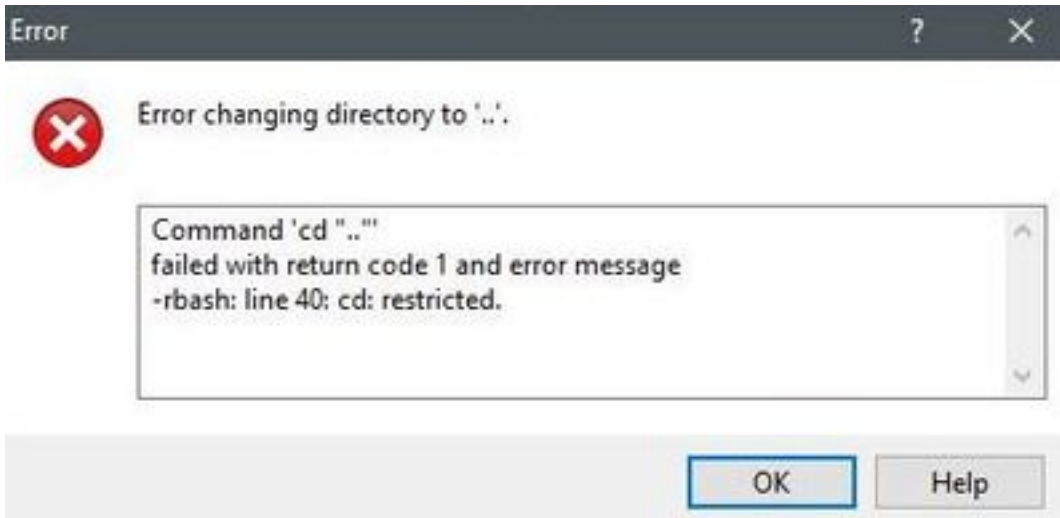 Error
Error changing directory to '..'.
Command 'cd ".."'
failed with return code 1 and error message
-rbash: line 40: cd: restricted.
OK
Help